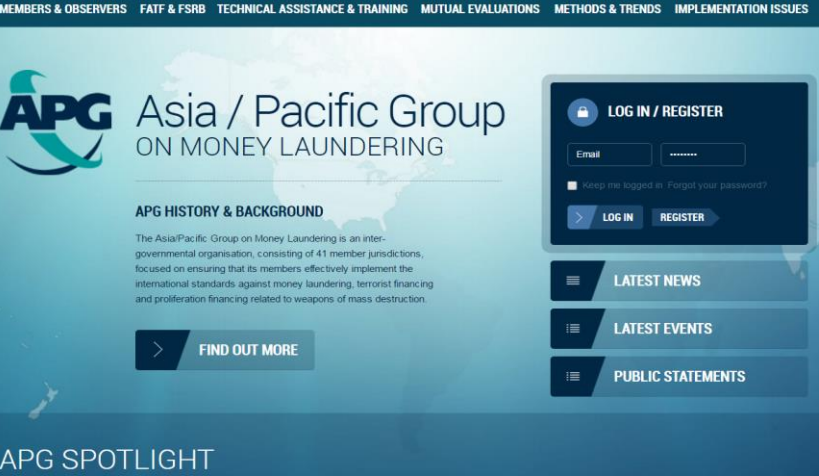 MEMBERS & OBSERVERS FATF & FSRB TECHNICAL ASSISTANCE & TRAINING MUTUAL EVALUATIONS METHODS & TRENDS IMPLEMENTATION ISSUES
APG
Asia / Pacific Group
ON MONEY LAUNDERING
APG HISTORY & BACKGROUND
The Asia/Pacific Group on Money Laundering is an inter-
governmental organisation, consisting of 41 member jurisdictions,
focused on ensuring that its members effectively implement the
international standards against money laundering, terrorist financing
and proliferation financing related to weapons of mass destruction.
FIND OUT MORE
LOG IN / REGISTER
Email ········
Keep me logged in Forgot your password?
LOG IN REGISTER
LATEST NEWS
LATEST EVENTS
PUBLIC STATEMENTS
APG SPOTLIGHT